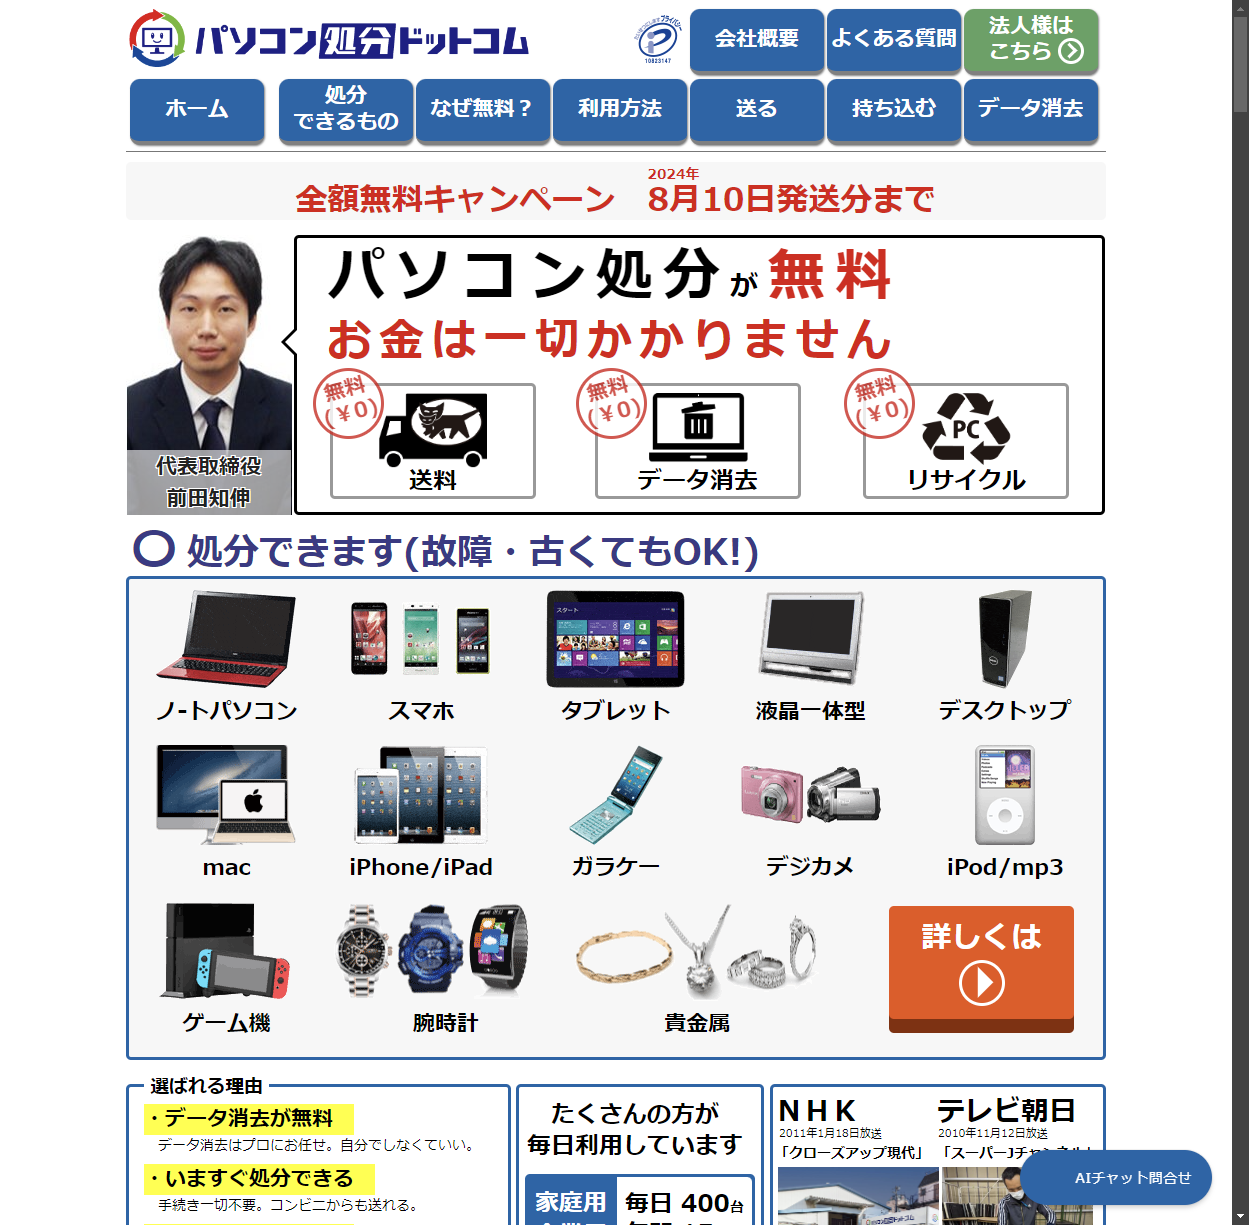 パソコン処分ドットコム
10823147
会社概要
よくある質問
法人様は
こちら
ホーム
処分
できるもの
なぜ無料？
利用方法
送る
持ち込む
データ消去
2024年
全額無料キャンペーン 8月10日発送分まで
パソコン処分が無料
お金は一切かかりません
代表取締役
前田知伸
無料
(￥0)
送料
無料
(￥0)
データ消去
無料
(￥0)
PC
リサイクル
〇 処分できます(故障・古くてもOK!)
スタート
ノートパソコン
スマホ
タブレット
液晶一体型
デスクトップ
mac
iPhone/iPad
ガラケー
デジカメ
iPod/mp3
ゲーム機
腕時計
貴金属
詳しくは
選ばれる理由
・データ消去が無料
データ消去はプロにお任せ。自分でしなくていい。
・いますぐ処分できる
手続き一切不要。コンビニからも送れる。
たくさんの方が
毎日利用しています
家庭用
毎日 400台
NHK
2011年1月18日放送
「クローズアップ現代」
テレビ朝日
2010年11月12日放送
「スーパーJチャンネル」
パソコン処分ドットコム
AIチャット問合せ